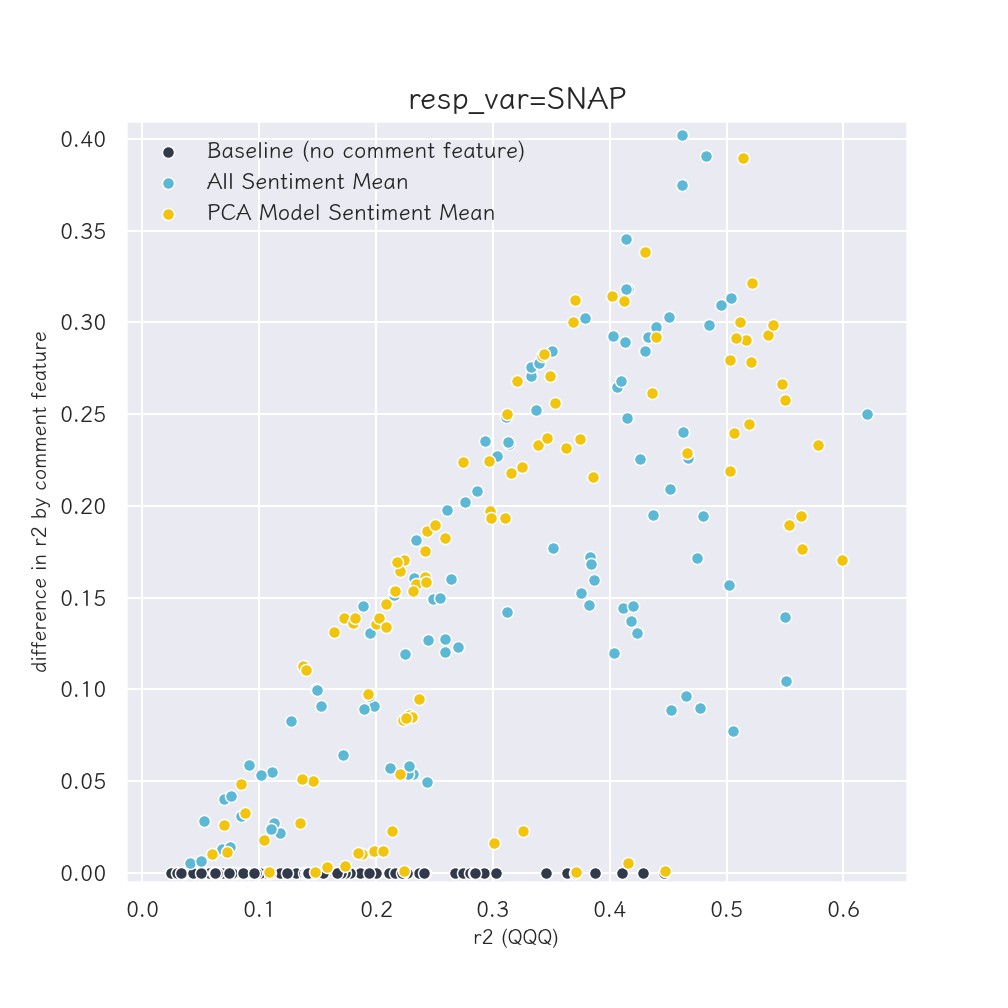 resp_var=SNAP
Baseline (no comment feature)
All Sentiment Mean
PCA Model Sentiment Mean
difference in r2 by comment feature
0.40
0.35
0.30
0.25
0.20
0.15
0.10
0.05
0.00
0.0 0.1 0.2 0.3 0.4 0.5 0.6
r2 (QQQ)